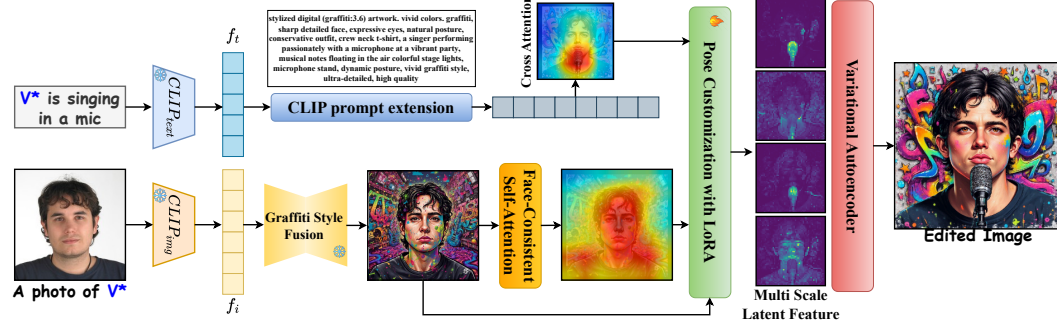 V* is singing
in a mic
CLIP_text
f_t
stylized digital (graffiti:3.6) artwork. vivid colors. graffiti,
sharp detailed face, expressive eyes, natural posture,
conservative outfit, crew neck t-shirt, a singer performing
passionately with a microphone at a vibrant party,
musical notes floating in the air colorful stage lights,
microphone stand, dynamic posture, vivid graffiti style,
ultra-detailed, high quality
CLIP prompt extension
Cross Attention
A photo of V*
CLIP_img
f_i
Graffiti Style
Fusion
Face-Consistent
Self-Attention
Pose Customization with LoRA
Multi Scale
Latent Feature
Variational Autoencoder
Edited Image